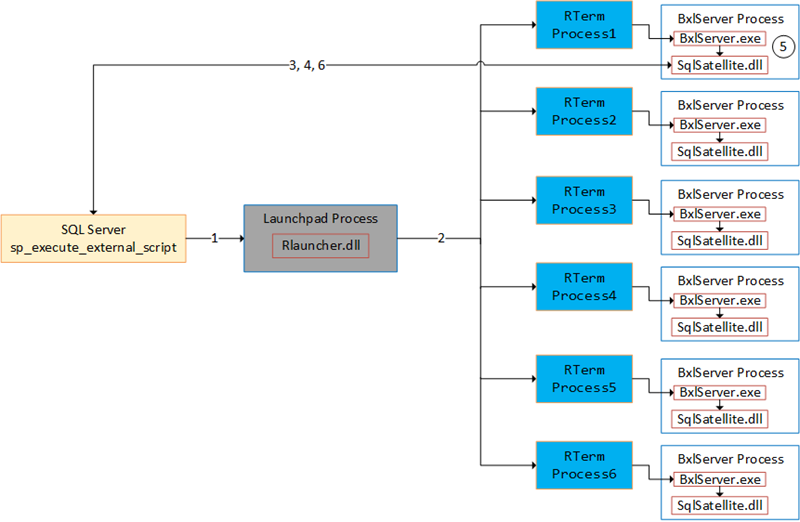 RTerm
Process1
BxlServer Process
BxlServer.exe
5
SqlSatellite.dll
3, 4, 6
RTerm
Process2
BxlServer Process
BxlServer.exe
SqlSatellite.dll
RTerm
Process3
BxlServer Process
BxlServer.exe
SqlSatellite.dll
SQL Server
sp_execute_external_script
1
Launchpad Process
Rlauncher.dll
2
RTerm
Process4
BxlServer Process
BxlServer.exe
SqlSatellite.dll
RTerm
Process5
BxlServer Process
BxlServer.exe
SqlSatellite.dll
RTerm
Process6
BxlServer Process
BxlServer.exe
SqlSatellite.dll